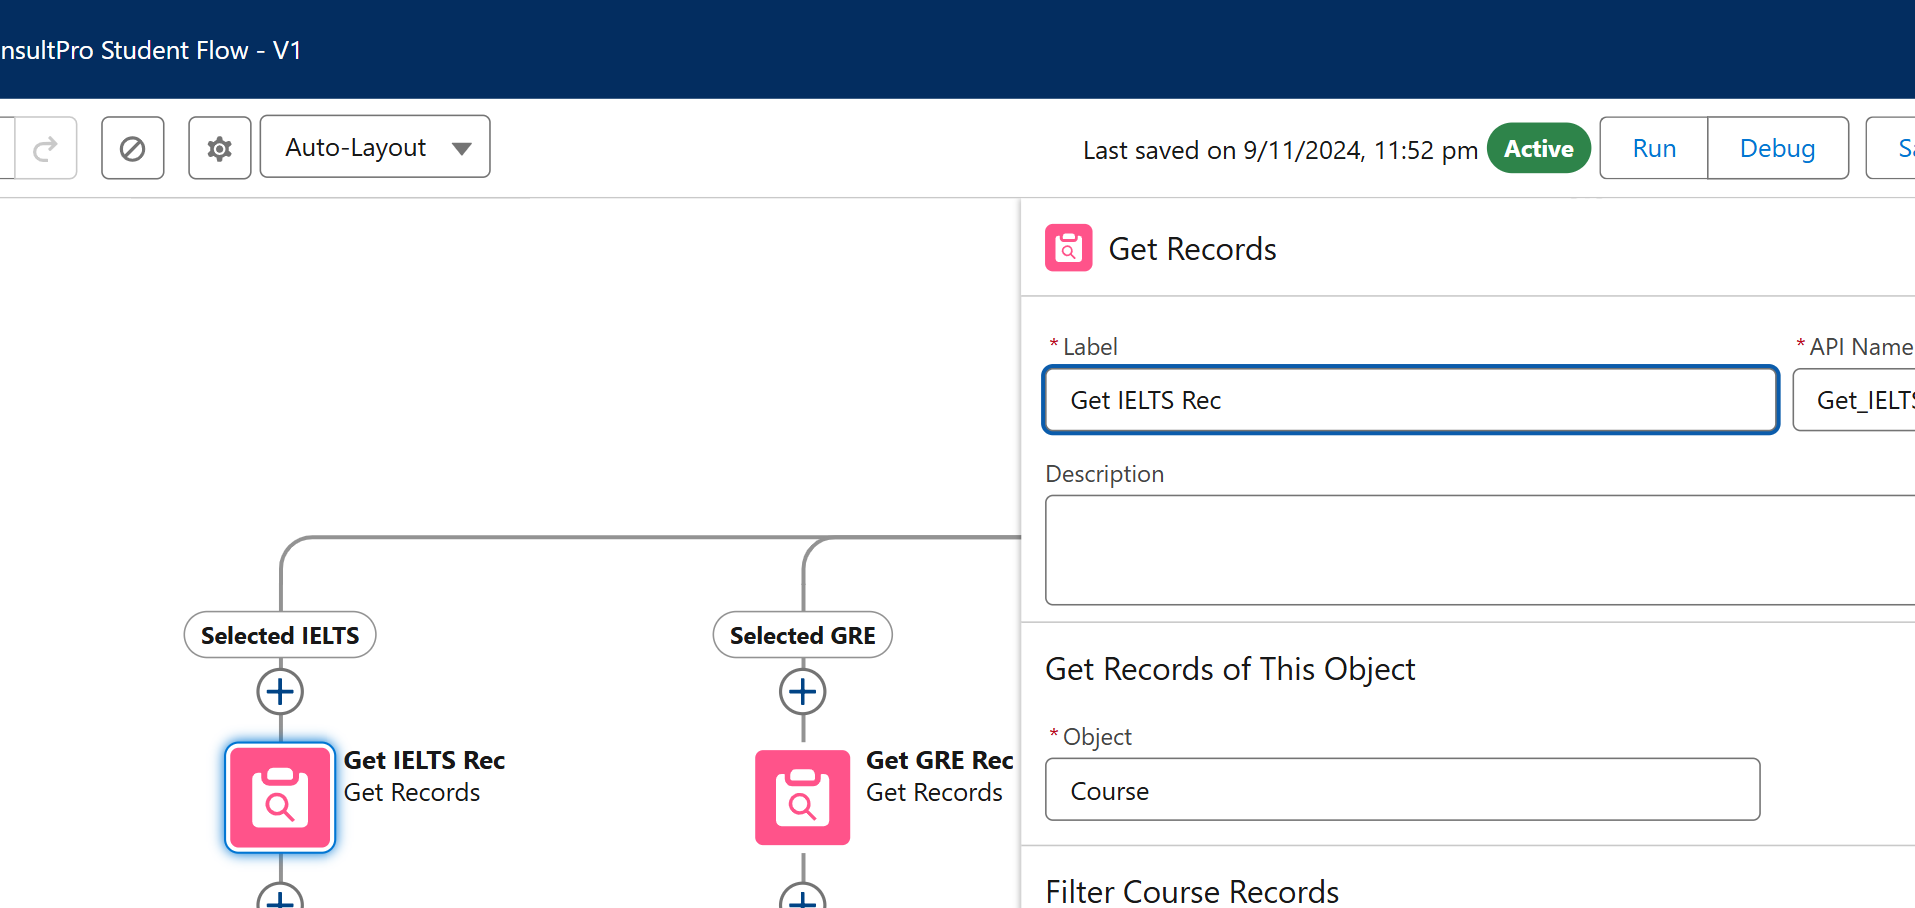 nsultPro Student Flow - V1
Auto-Layout
Last saved on 9/11/2024, 11:52 pm
Active
Run
Debug
Sa
Get Records
* Label
* API Name
Get IELTS Rec
Get_IELTS
Description
Selected IELTS
Selected GRE
Get Records of This Object
* Object
Get IELTS Rec
Get Records
Get GRE Rec
Get Records
Course
Filter Course Records